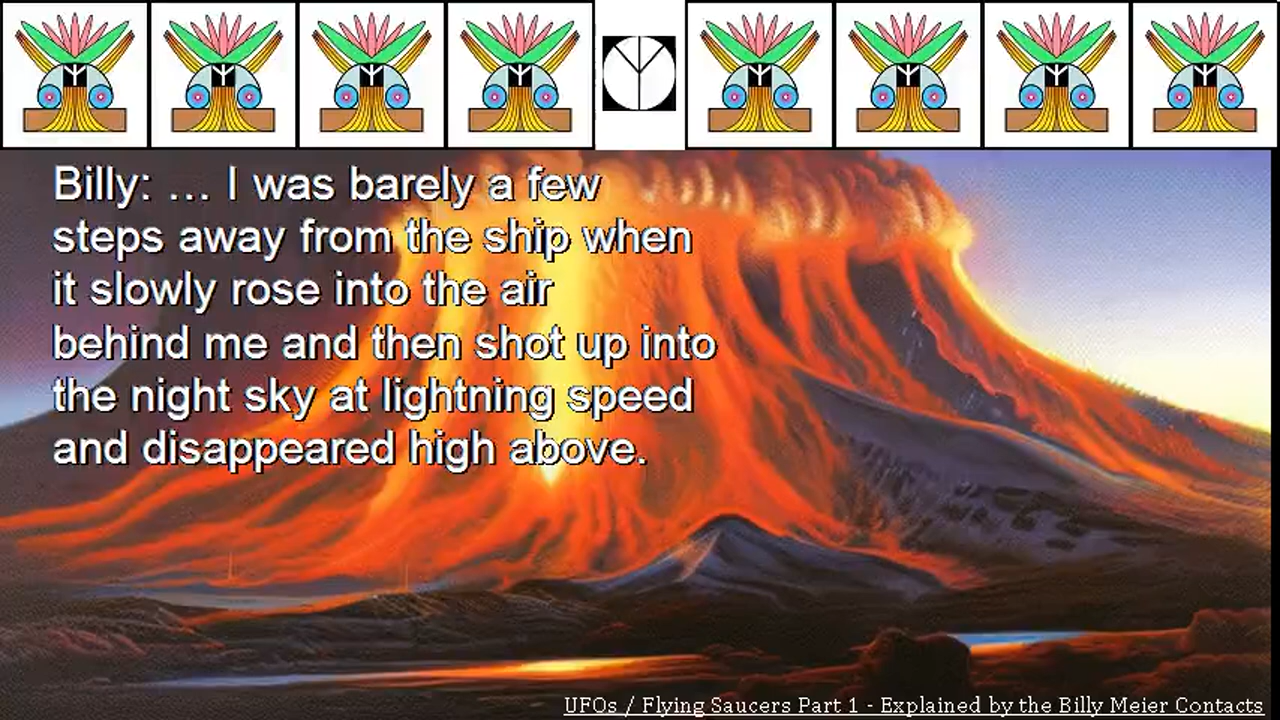 Billy: … I was barely a few
steps away from the ship when
it slowly rose into the air
behind me and then shot up into
the night sky at lightning speed
and disappeared high above.
UFOs / Flying Saucers Part 1 - Explained by the Billy Meier Contacts